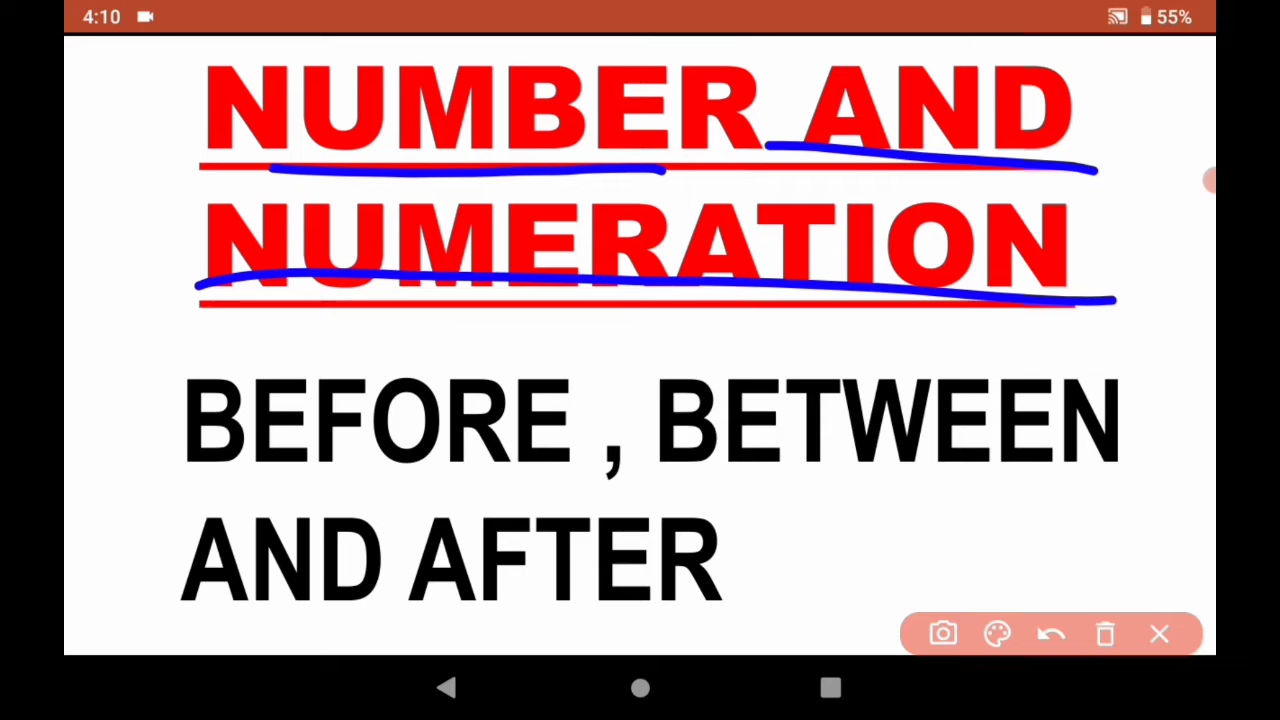 4:10 55%
NUMBER AND
NUMERATION
BEFORE , BETWEEN
AND AFTER